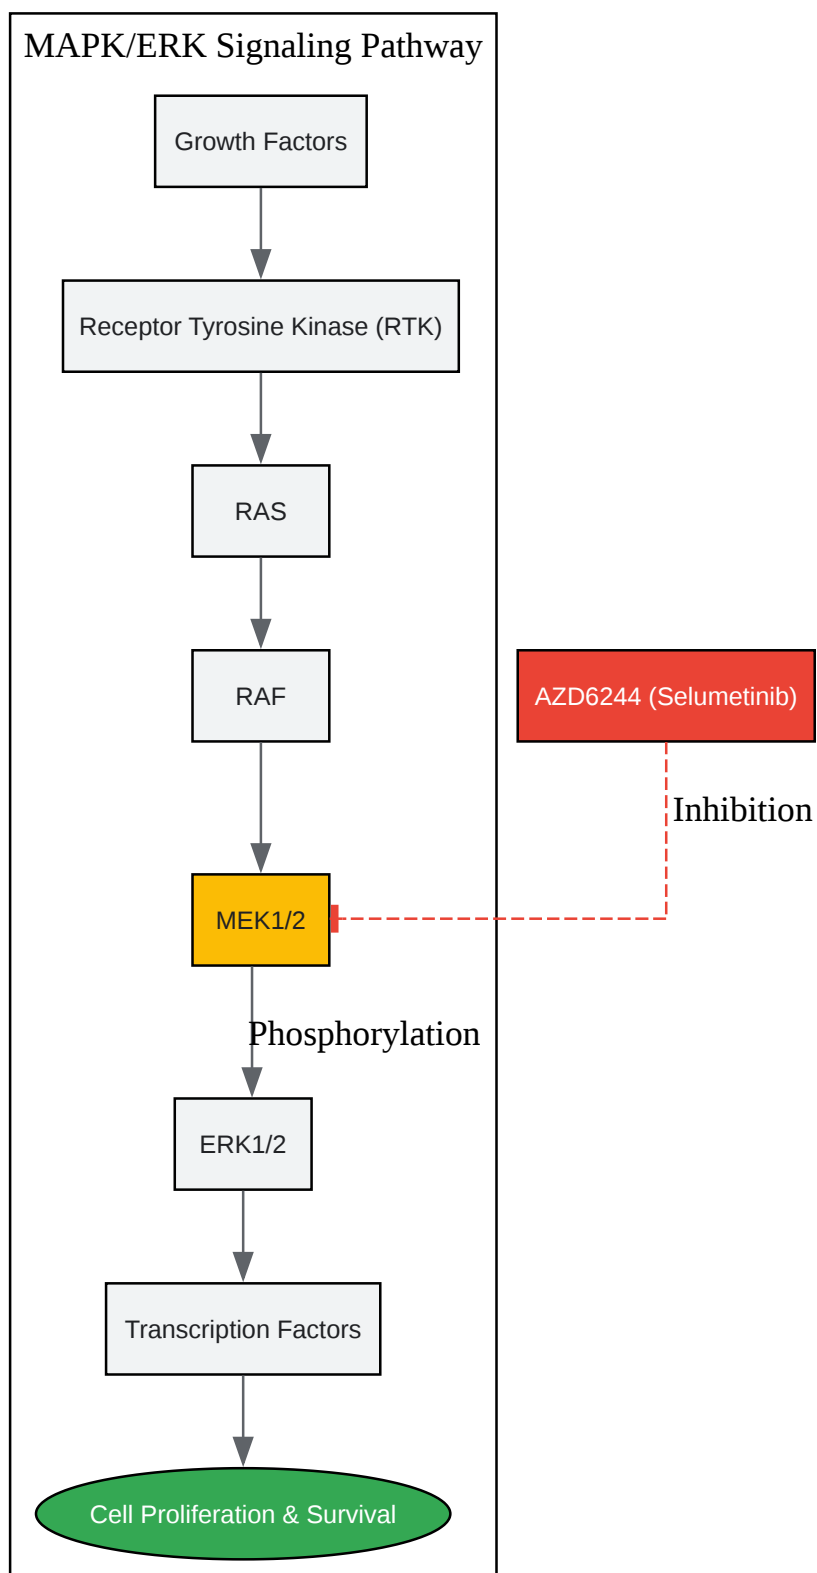 MAPK/ERK Signaling Pathway
Growth Factors
Receptor Tyrosine Kinase (RTK)
RAS
RAF
AZD6244 (Selumetinib)
Inhibition
MEK1/2
Phosphorylation
ERK1/2
Transcription Factors
Cell Proliferation & Survival